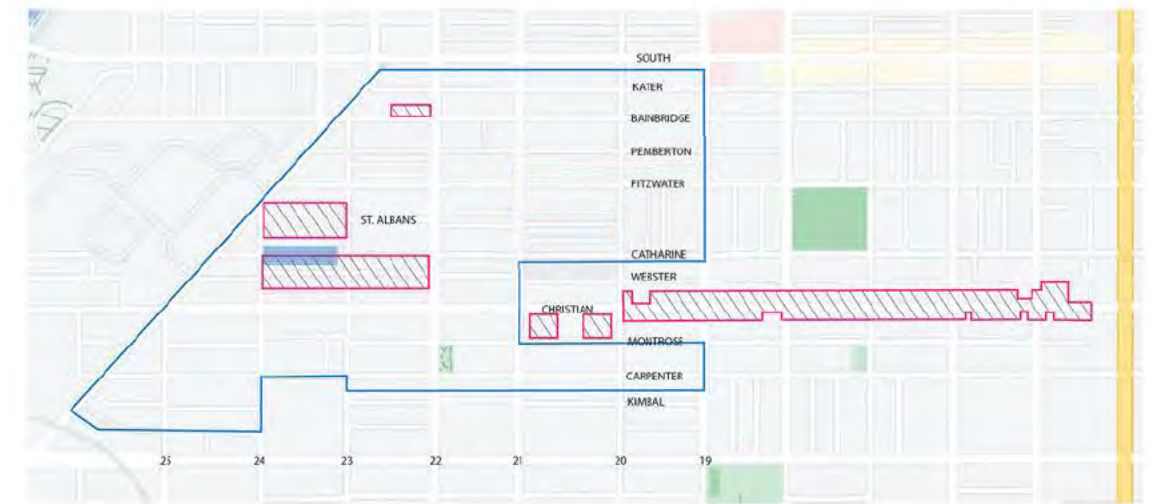 SOUTH
KATER
BAINBRIDGE
PEMBERTON
FITZWATER
ST. ALBANS
CATHARINE
WEBSTER
CHRISTIAN
MONTROSE
CARPENTER
KIMBAL
25 24 23 22 21 20 19